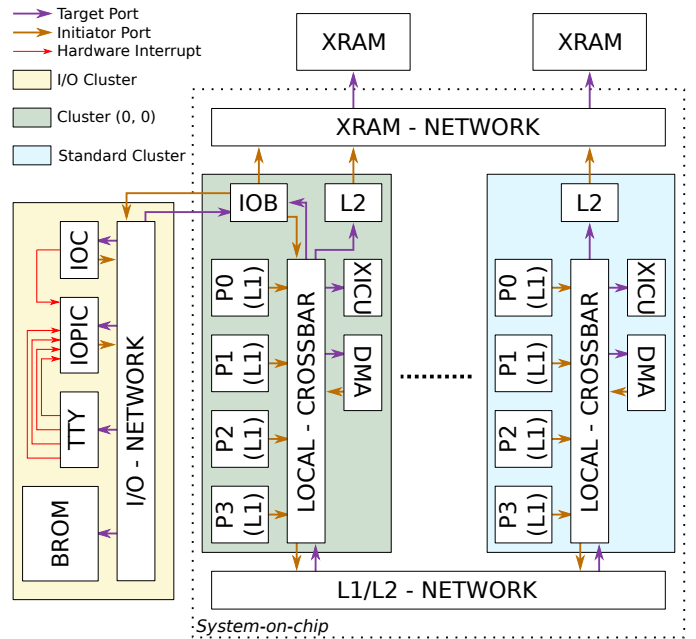 Target Port
Initiator Port
Hardware Interrupt
I/O Cluster
Cluster (0, 0)
Standard Cluster
XRAM
XRAM
XRAM - NETWORK
IOB
L2
L2
IOC
IOPIC
TTY
BROM
I/O - NETWORK
P0
(L1)
P1
(L1)
P2
(L1)
P3
(L1)
LOCAL - CROSSBAR
XICU
DMA
P0
(L1)
P1
(L1)
P2
(L1)
P3
(L1)
LOCAL - CROSSBAR
XICU
DMA
L1/L2 - NETWORK
System-on-chip